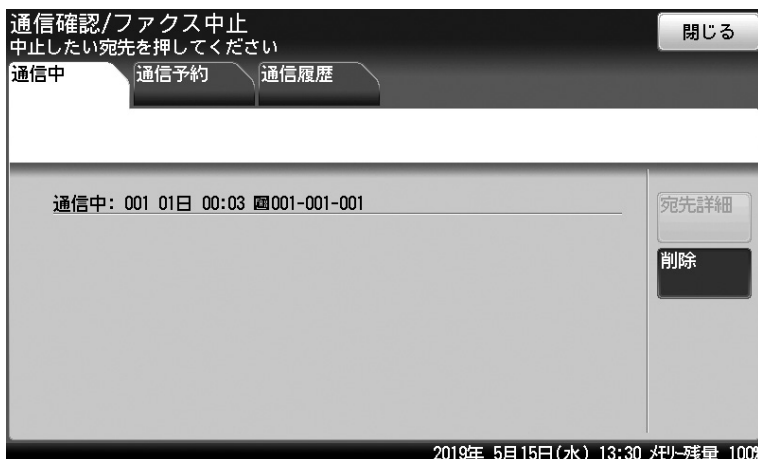 通信確認/ファクス中止
中止したい宛先を押してください
閉じる
通信中 通信予約 通信履歴
通信中: 001 01日 00:03 001-001-001
宛先詳細
削除
2019年 5月15日(水) 13:30 ﾒﾓﾘｰ残量 100%